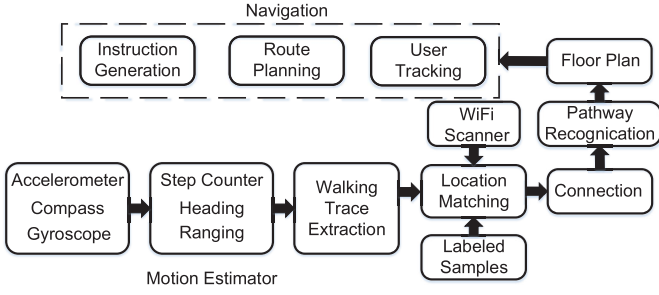 Navigation
Instruction
Generation
Route
Planning
User
Tracking
Floor Plan
WiFi
Scanner
Pathway
Recognication
Accelerometer
Compass
Gyroscope
Step Counter
Heading
Ranging
Walking
Trace
Extraction
Location
Matching
Connection
Labeled
Samples
Motion Estimator